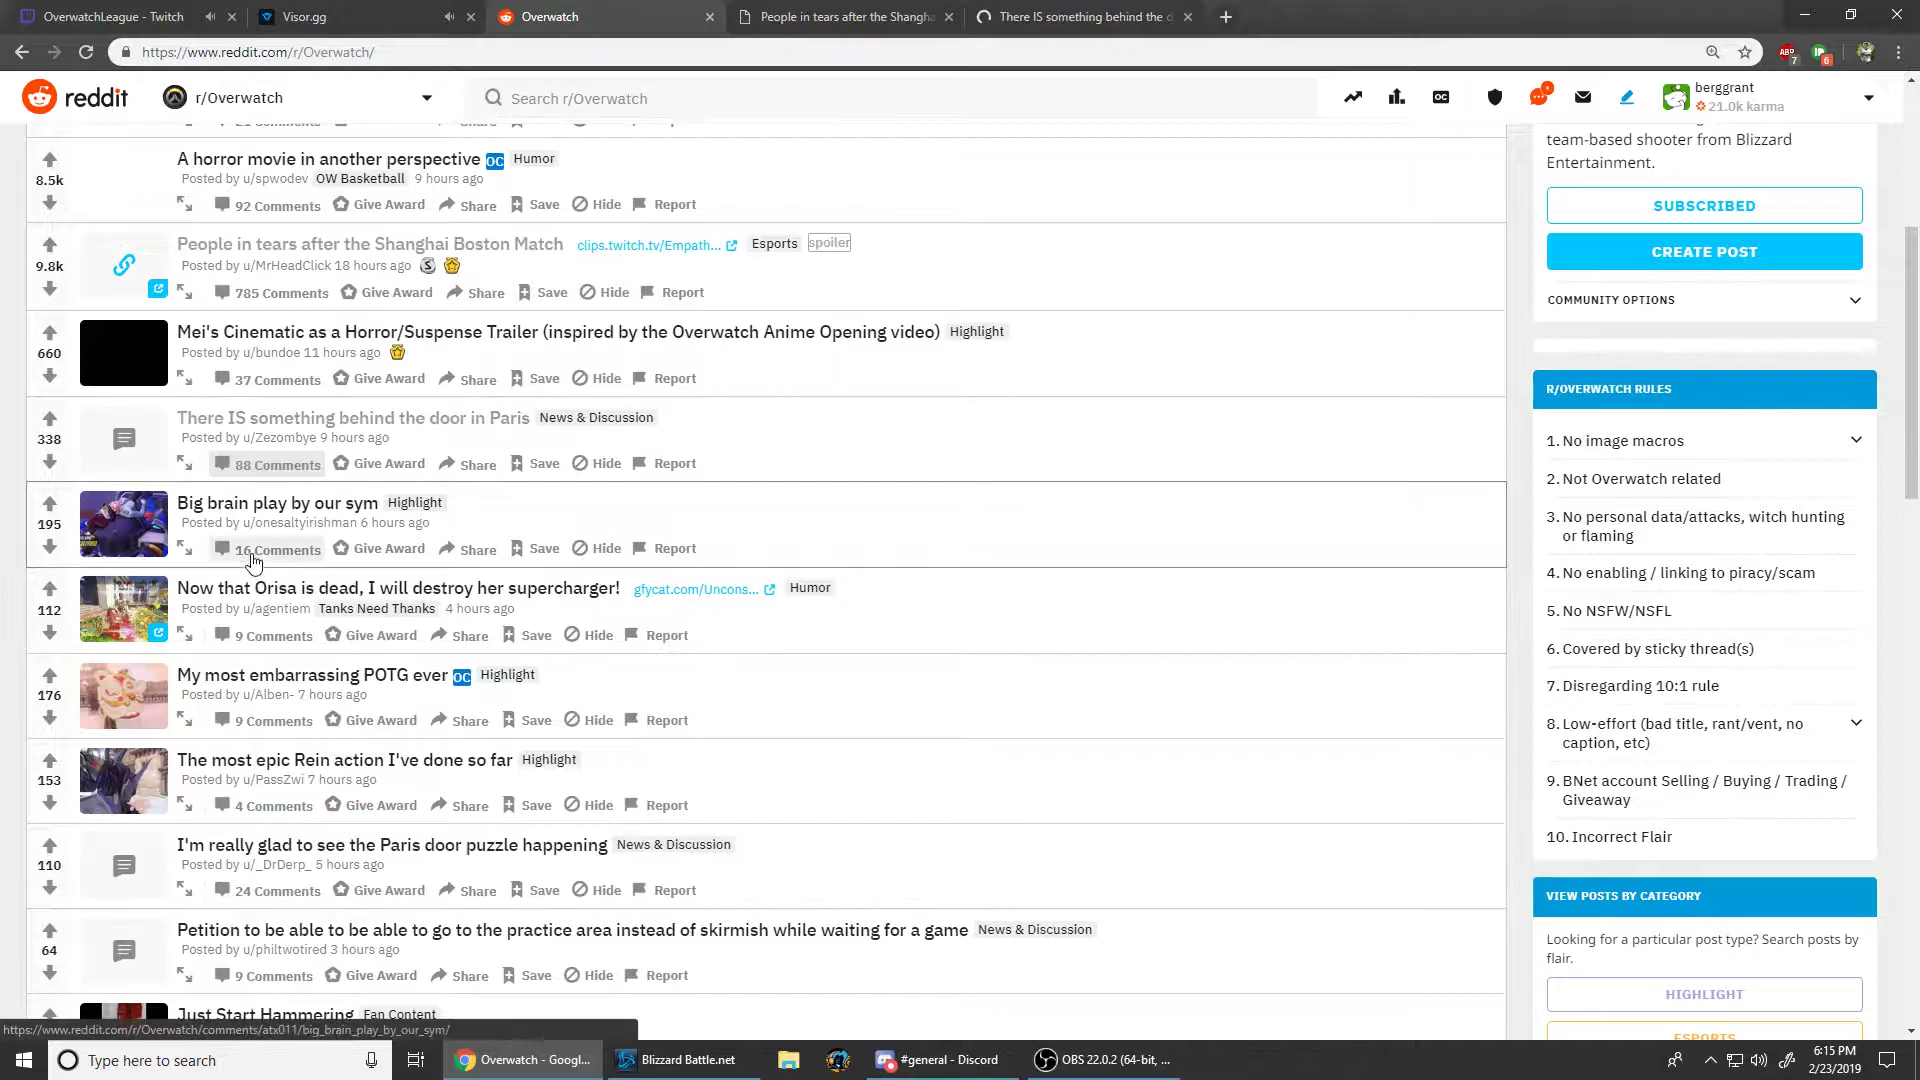 OverwatchLeague - Twitch
Visor.gg
Overwatch
People in tears after the Shangha
There IS something behind the d
https://www.reddit.com/r/Overwatch/
ABP
7
6
reddit
r/Overwatch
Search r/Overwatch
OC
berggrant
21.0k karma
A horror movie in another perspective OC Humor
8.5k
Posted by u/spwodev OW Basketball 9 hours ago
92 Comments Give Award Share Save Hide Report
People in tears after the Shanghai Boston Match clips.twitch.tv/Empath... Esports spoiler
9.8k
Posted by u/MrHeadClick 18 hours ago
785 Comments Give Award Share Save Hide Report
Mei's Cinematic as a Horror/Suspense Trailer (inspired by the Overwatch Anime Opening video) Highlight
660
Posted by u/bundoe 11 hours ago
37 Comments Give Award Share Save Hide Report
There IS something behind the door in Paris News & Discussion
338
Posted by u/Zezombye 9 hours ago
88 Comments Give Award Share Save Hide Report
Big brain play by our sym Highlight
195
Posted by u/onesaltyirishman 6 hours ago
16 Comments Give Award Share Save Hide Report
Now that Orisa is dead, I will destroy her supercharger! gfycat.com/Uncons... Humor
112
Posted by u/agentiem Tanks Need Thanks 4 hours ago
9 Comments Give Award Share Save Hide Report
My most embarrassing POTG ever OC Highlight
176
Posted by u/Alben- 7 hours ago
9 Comments Give Award Share Save Hide Report
The most epic Rein action I've done so far Highlight
153
Posted by u/PassZwi 7 hours ago
4 Comments Give Award Share Save Hide Report
I'm really glad to see the Paris door puzzle happening News & Discussion
110
Posted by u/_DrDerp_ 5 hours ago
24 Comments Give Award Share Save Hide Report
Petition to be able to be able to go to the practice area instead of skirmish while waiting for a game News & Discussion
64
Posted by u/philtwotired 3 hours ago
9 Comments Give Award Share Save Hide Report
Just Start Hammering Fan Content
team-based shooter from Blizzard
Entertainment.
SUBSCRIBED
CREATE POST
COMMUNITY OPTIONS
R/OVERWATCH RULES
1. No image macros
2. Not Overwatch related
3. No personal data/attacks, witch hunting
or flaming
4. No enabling / linking to piracy/scam
5. No NSFW/NSFL
6. Covered by sticky thread(s)
7. Disregarding 10:1 rule
8. Low-effort (bad title, rant/vent, no
caption, etc)
9. BNet account Selling / Buying / Trading /
Giveaway
10. Incorrect Flair
VIEW POSTS BY CATEGORY
Looking for a particular post type? Search posts by
flair.
HIGHLIGHT
ESPORTS
https://www.reddit.com/r/Overwatch/comments/atx011/big_brain_play_by_our_sym/
Type here to search
Overwatch - Googl...
Blizzard Battle.net
#general - Discord
OBS 22.0.2 (64-bit, ...
6:15 PM
2/23/2019